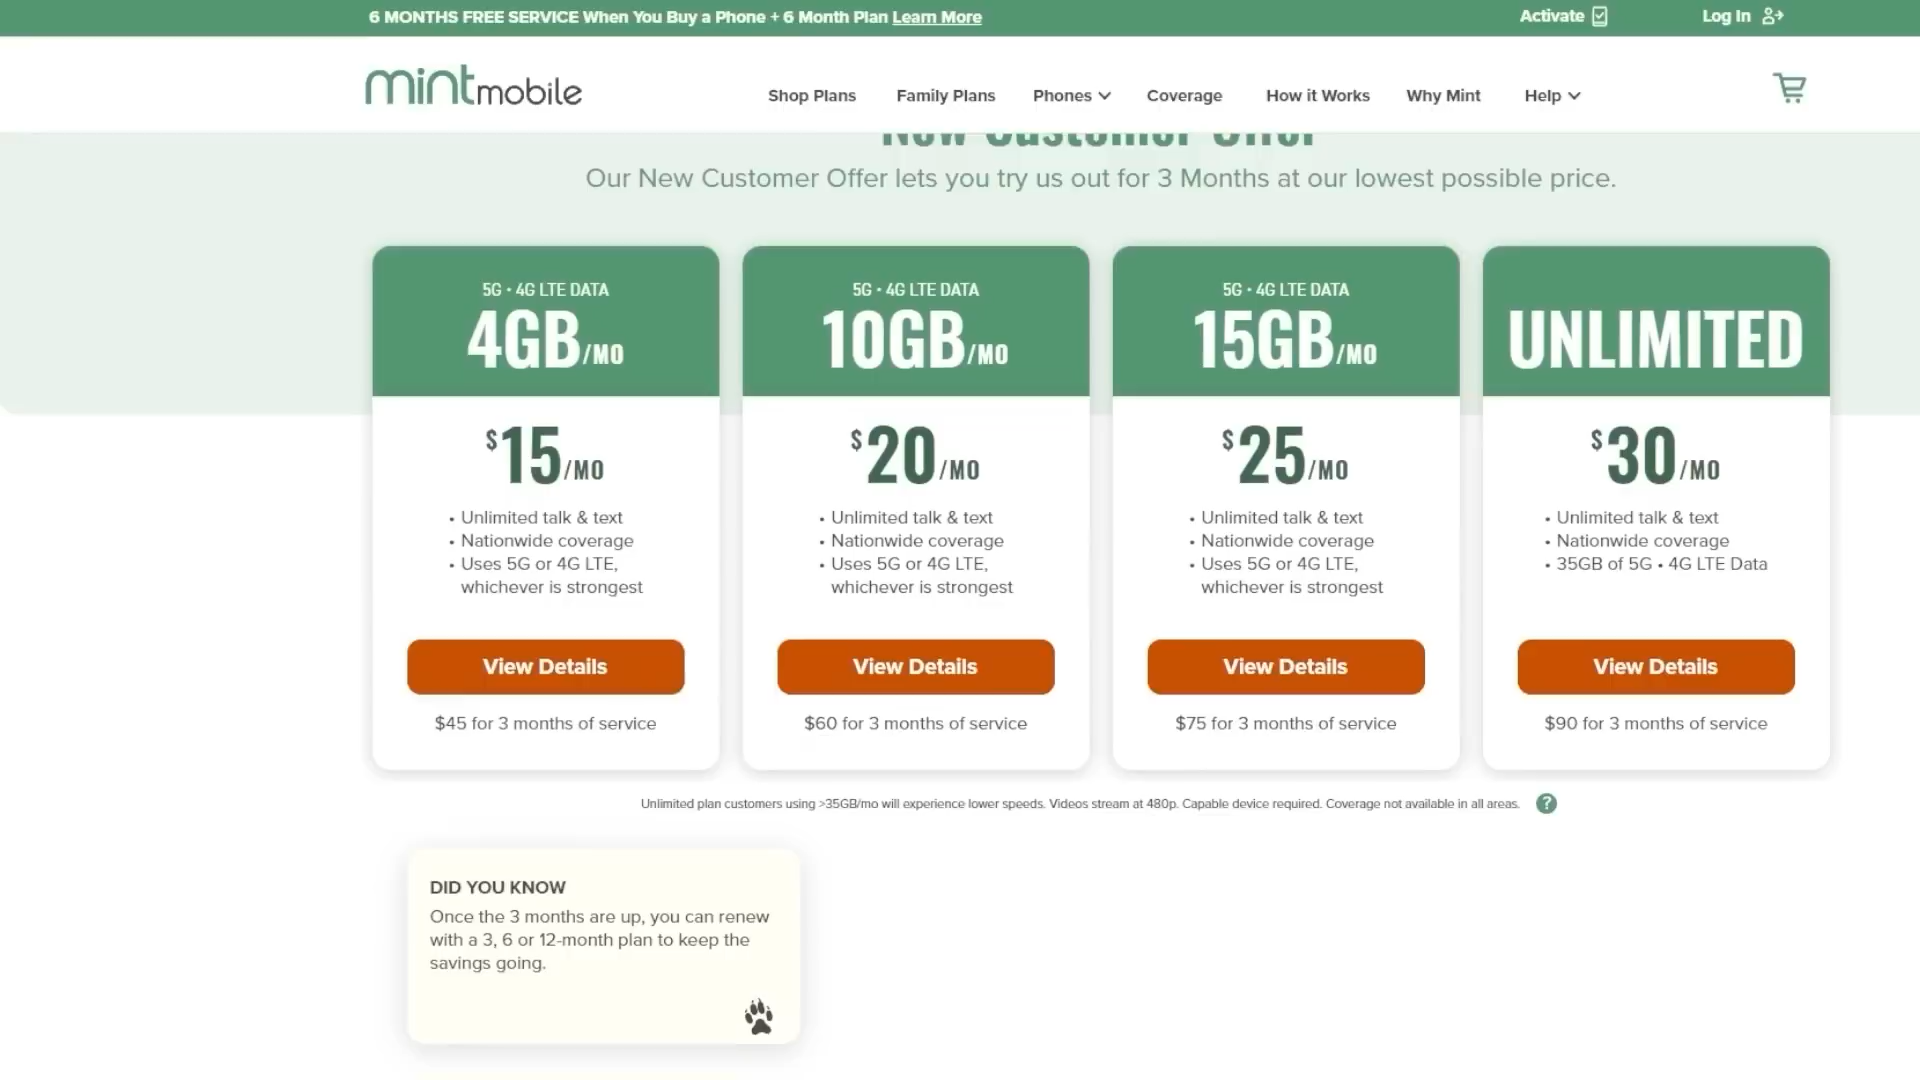 6 MONTHS FREE SERVICE When You Buy a Phone + 6 Month Plan Learn More
Activate
Log In
mintmobile
Shop Plans
Family Plans
Phones
Coverage
How it Works
Why Mint
Help
New Customer Offer
Our New Customer Offer lets you try us out for 3 Months at our lowest possible price.
5G • 4G LTE DATA
4GB/MO
$15/MO
• Unlimited talk & text
• Nationwide coverage
• Uses 5G or 4G LTE,
whichever is strongest
View Details
$45 for 3 months of service
5G • 4G LTE DATA
10GB/MO
$20/MO
• Unlimited talk & text
• Nationwide coverage
• Uses 5G or 4G LTE,
whichever is strongest
View Details
$60 for 3 months of service
5G • 4G LTE DATA
15GB/MO
$25/MO
• Unlimited talk & text
• Nationwide coverage
• Uses 5G or 4G LTE,
whichever is strongest
View Details
$75 for 3 months of service
UNLIMITED
$30/MO
• Unlimited talk & text
• Nationwide coverage
• 35GB of 5G • 4G LTE Data
View Details
$90 for 3 months of service
Unlimited plan customers using >35GB/mo will experience lower speeds. Videos stream at 480p. Capable device required. Coverage not available in all areas. ?
DID YOU KNOW
Once the 3 months are up, you can renew
with a 3, 6 or 12-month plan to keep the
savings going.